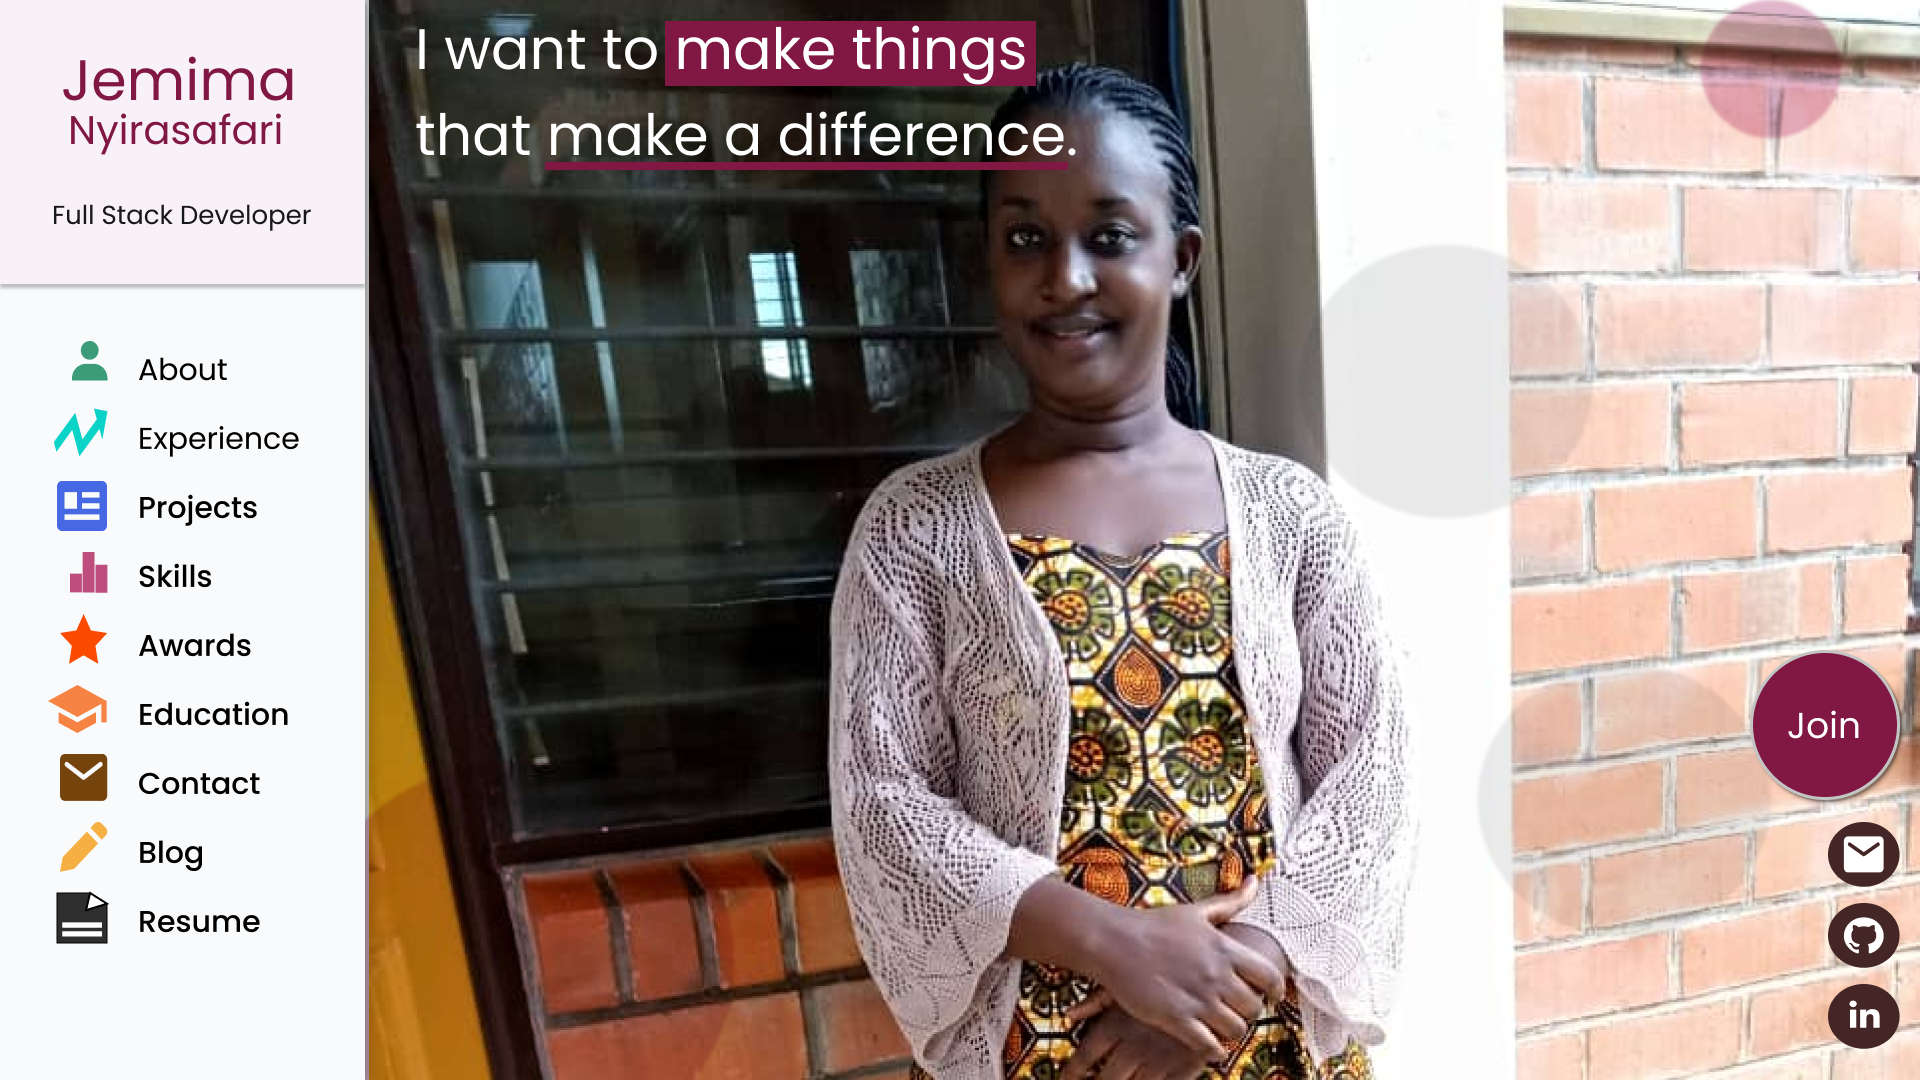 Jemima
Nyirasafari
Full Stack Developer
About
Experience
Projects
Skills
Awards
Education
Contact
Blog
Resume
I want to make things
that make a difference.
Join
in